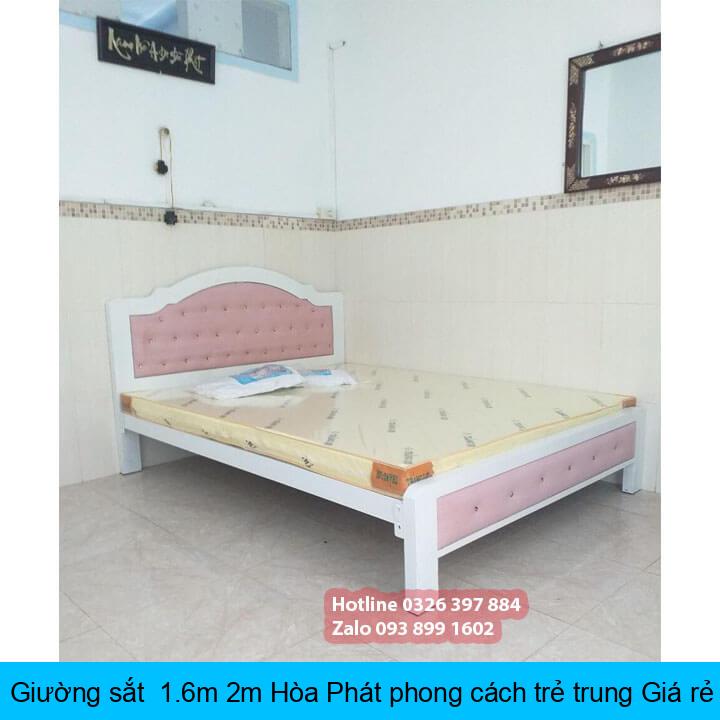 Hotline 0326 397 884
Zalo 093 899 1602
Giường sắt 1.6m 2m Hòa Phát phong cách trẻ trung Giá rẻ